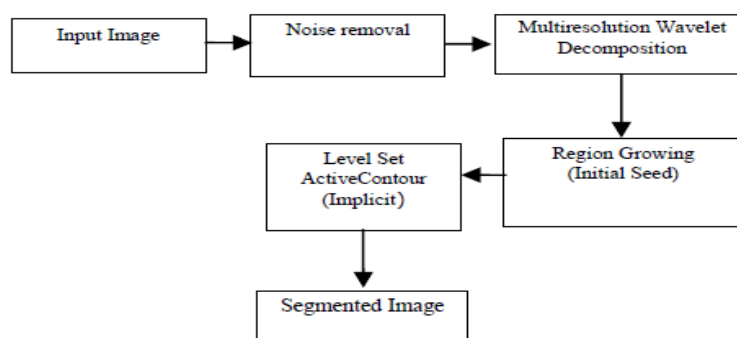 Input Image
Noise removal
Multiresolution Wavelet
Decomposition
Region Growing
(Initial Seed)
Level Set
ActiveContour
(Implicit)
Segmented Image